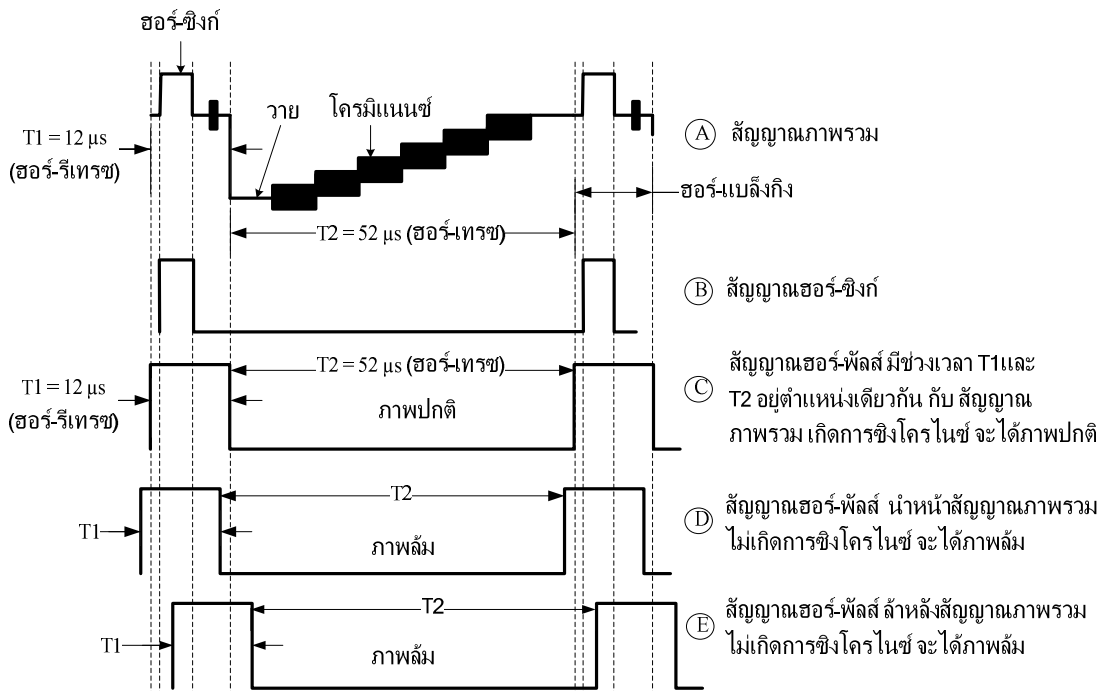 ฮอร์-ซิงก์
วาย
โครมิแนนซ์
T1 = 12 μs
(ฮอร์-รีเทรซ)
A สัญญาณภาพรวม
ฮอร์-แบล็งกิง
T2 = 52 μs (ฮอร์-เทรซ)
B สัญญาณฮอร์-ซิงก์
T1 = 12 μs
(ฮอร์-รีเทรซ)
T2 = 52 μs (ฮอร์-เทรซ)
ภาพปกติ
C สัญญาณฮอร์-พัลส์ มีช่วงเวลา T1และ
T2 อยู่ตำแหน่งเดียวกัน กับ สัญญาณ
ภาพรวม เกิดการซิงโครไนซ์ จะได้ภาพปกติ
T1
T2
ภาพล้ม
D สัญญาณฮอร์-พัลส์ นำหน้าสัญญาณภาพรวม
ไม่เกิดการซิงโครไนซ์ จะได้ภาพล้ม
T1
T2
ภาพล้ม
E สัญญาณฮอร์-พัลส์ ล้าหลังสัญญาณภาพรวม
ไม่เกิดการซิงโครไนซ์ จะได้ภาพล้ม